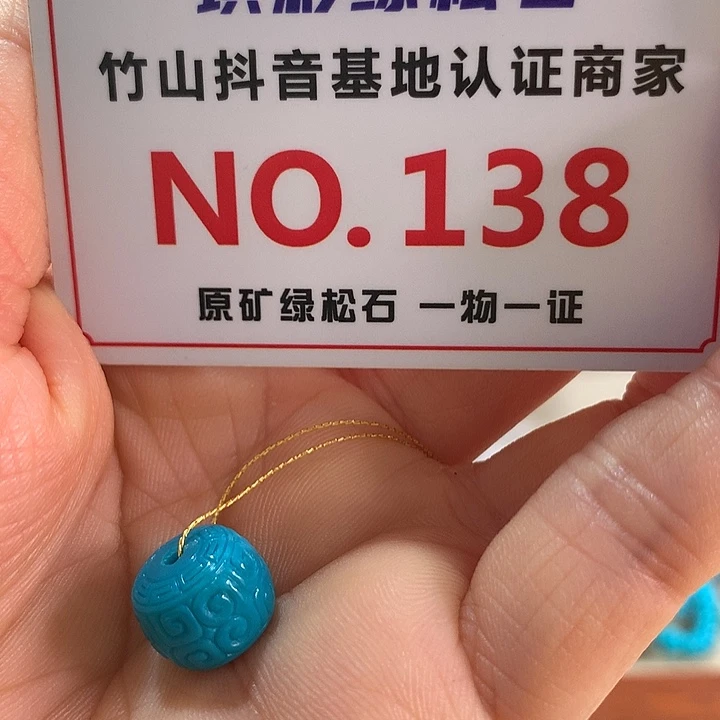 竹山抖音基地认证商家
NO.138
原矿绿松石 一物一证